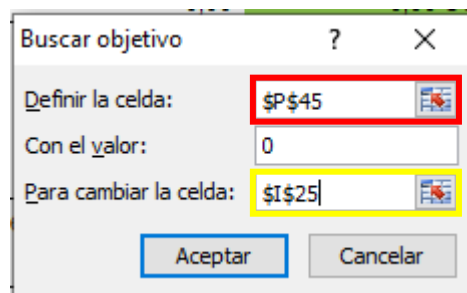 Buscar objetivo ?
Definir la celda: $P$45
Con el valor: 0
Para cambiar la celda: $I$25
Aceptar Cancelar